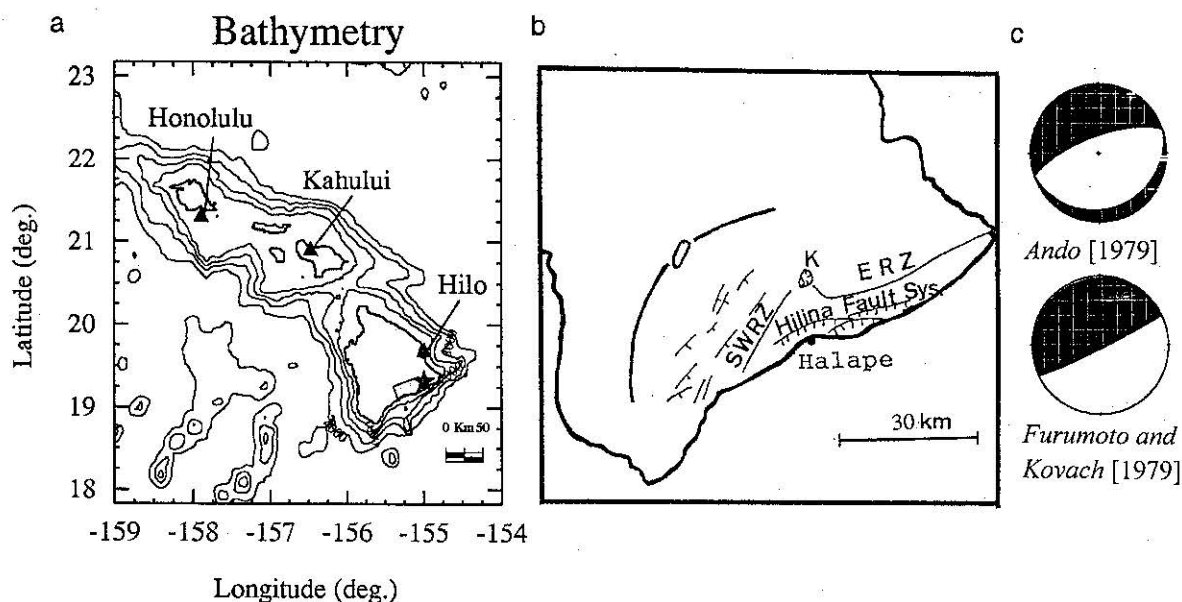 a
Bathymetry
23
22
21
20
19
18
Latitude (deg.)
Honolulu
Kahului
Hilo
0 Km 50
-159 -158 -157 -156 -155 -154
Longitude (deg.)
b
K
ERZ
SWRZ
Hilina Fault Sys.
Halape
30 km
c
Ando [1979]
Furumoto and
Kovach [1979]